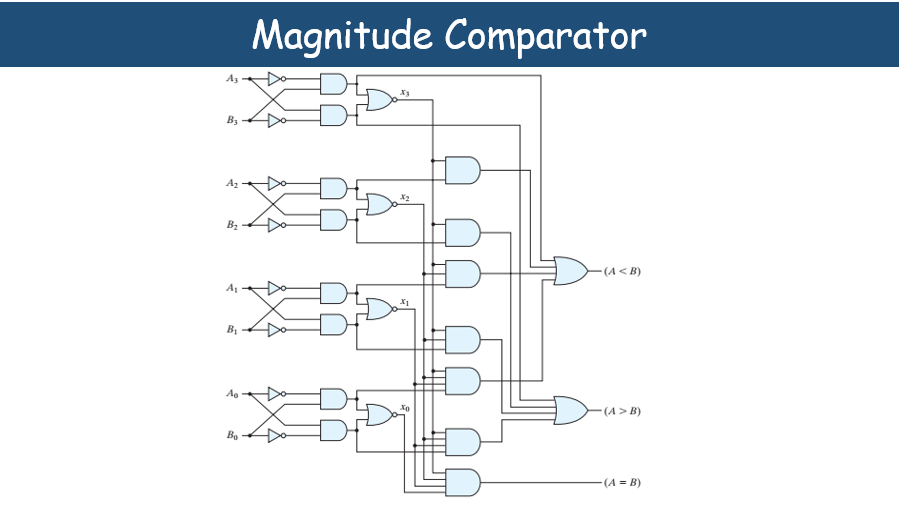 Magnitude Comparator
A₃
x₃
B₃
A₂
x₂
B₂
(A < B)
A₁
x₁
B₁
A₀
x₀
(A > B)
B₀
(A = B)